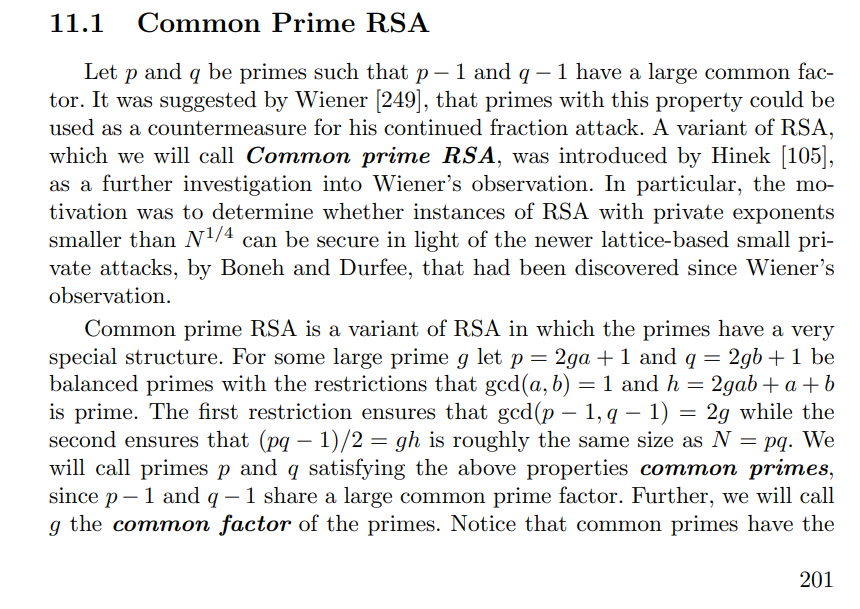 11.1 Common Prime RSA
Let p and q be primes such that p − 1 and q − 1 have a large common fac-
tor. It was suggested by Wiener [249], that primes with this property could be
used as a countermeasure for his continued fraction attack. A variant of RSA,
which we will call Common prime RSA, was introduced by Hinek [105],
as a further investigation into Wiener's observation. In particular, the mo-
tivation was to determine whether instances of RSA with private exponents
smaller than N^{1/4} can be secure in light of the newer lattice-based small pri-
vate attacks, by Boneh and Durfee, that had been discovered since Wiener's
observation.
Common prime RSA is a variant of RSA in which the primes have a very
special structure. For some large prime g let p = 2ga + 1 and q = 2gb + 1 be
balanced primes with the restrictions that gcd(a, b) = 1 and h = 2gab + a + b
is prime. The first restriction ensures that gcd(p − 1, q − 1) = 2g while the
second ensures that (pq − 1)/2 = gh is roughly the same size as N = pq. We
will call primes p and q satisfying the above properties common primes,
since p − 1 and q − 1 share a large common prime factor. Further, we will call
g the common factor of the primes. Notice that common primes have the
201